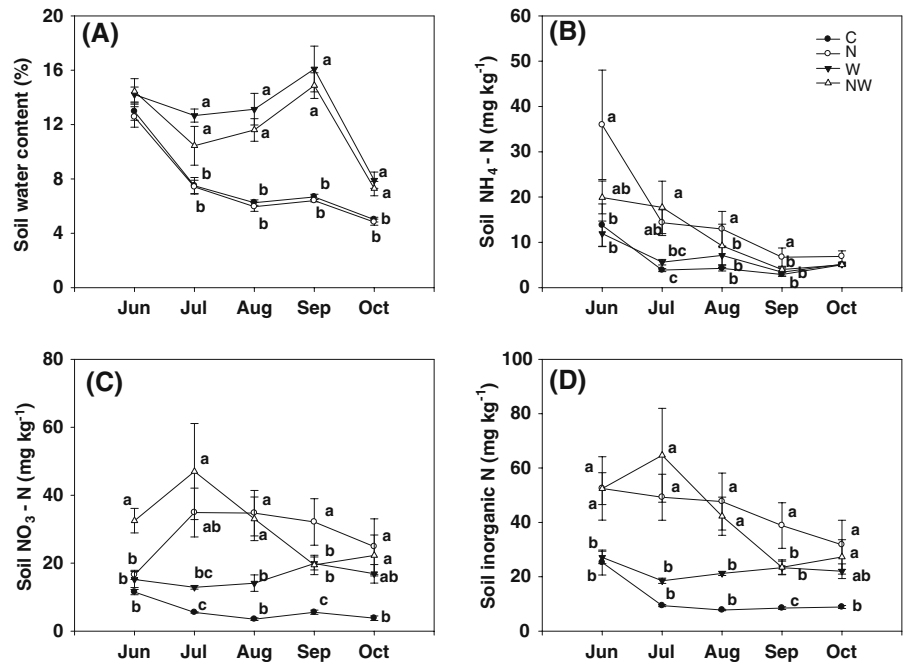 (A)
Soil water content (%)
20
16
12
8
4
0
a
a
a
a
a
a
a
a
b
b
b
b
b
b
b
b
Jun Jul Aug Sep Oct
(B)
Soil NH4 - N (mg kg-1)
60
50
40
30
20
10
0
C
N
W
NW
a
ab
b
b
a
ab
bc
c
a
b
b
b
a
b
b
b
Jun Jul Aug Sep Oct
(C)
Soil NO3 - N (mg kg-1)
80
60
40
20
0
a
b
b
b
a
ab
bc
c
a
a
b
b
a
b
b
c
a
a
ab
b
Jun Jul Aug Sep Oct
(D)
Soil inorganic N (mg kg-1)
100
80
60
40
20
0
a
a
b
b
a
a
b
b
a
a
b
b
a
b
b
c
a
a
ab
b
Jun Jul Aug Sep Oct